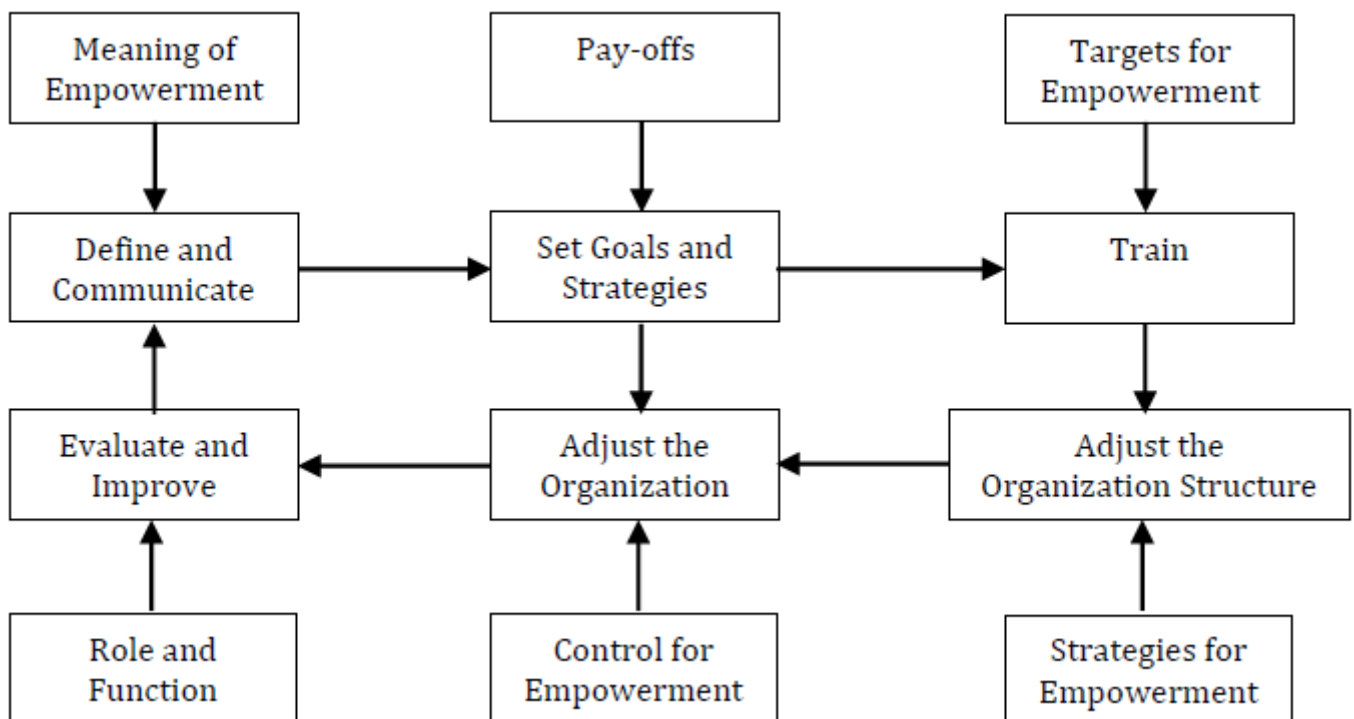 Meaning of
Empowerment
Pay-offs
Targets for
Empowerment
Define and
Communicate
Set Goals and
Strategies
Train
Evaluate and
Improve
Adjust the
Organization
Adjust the
Organization Structure
Role and
Function
Control for
Empowerment
Strategies for
Empowerment